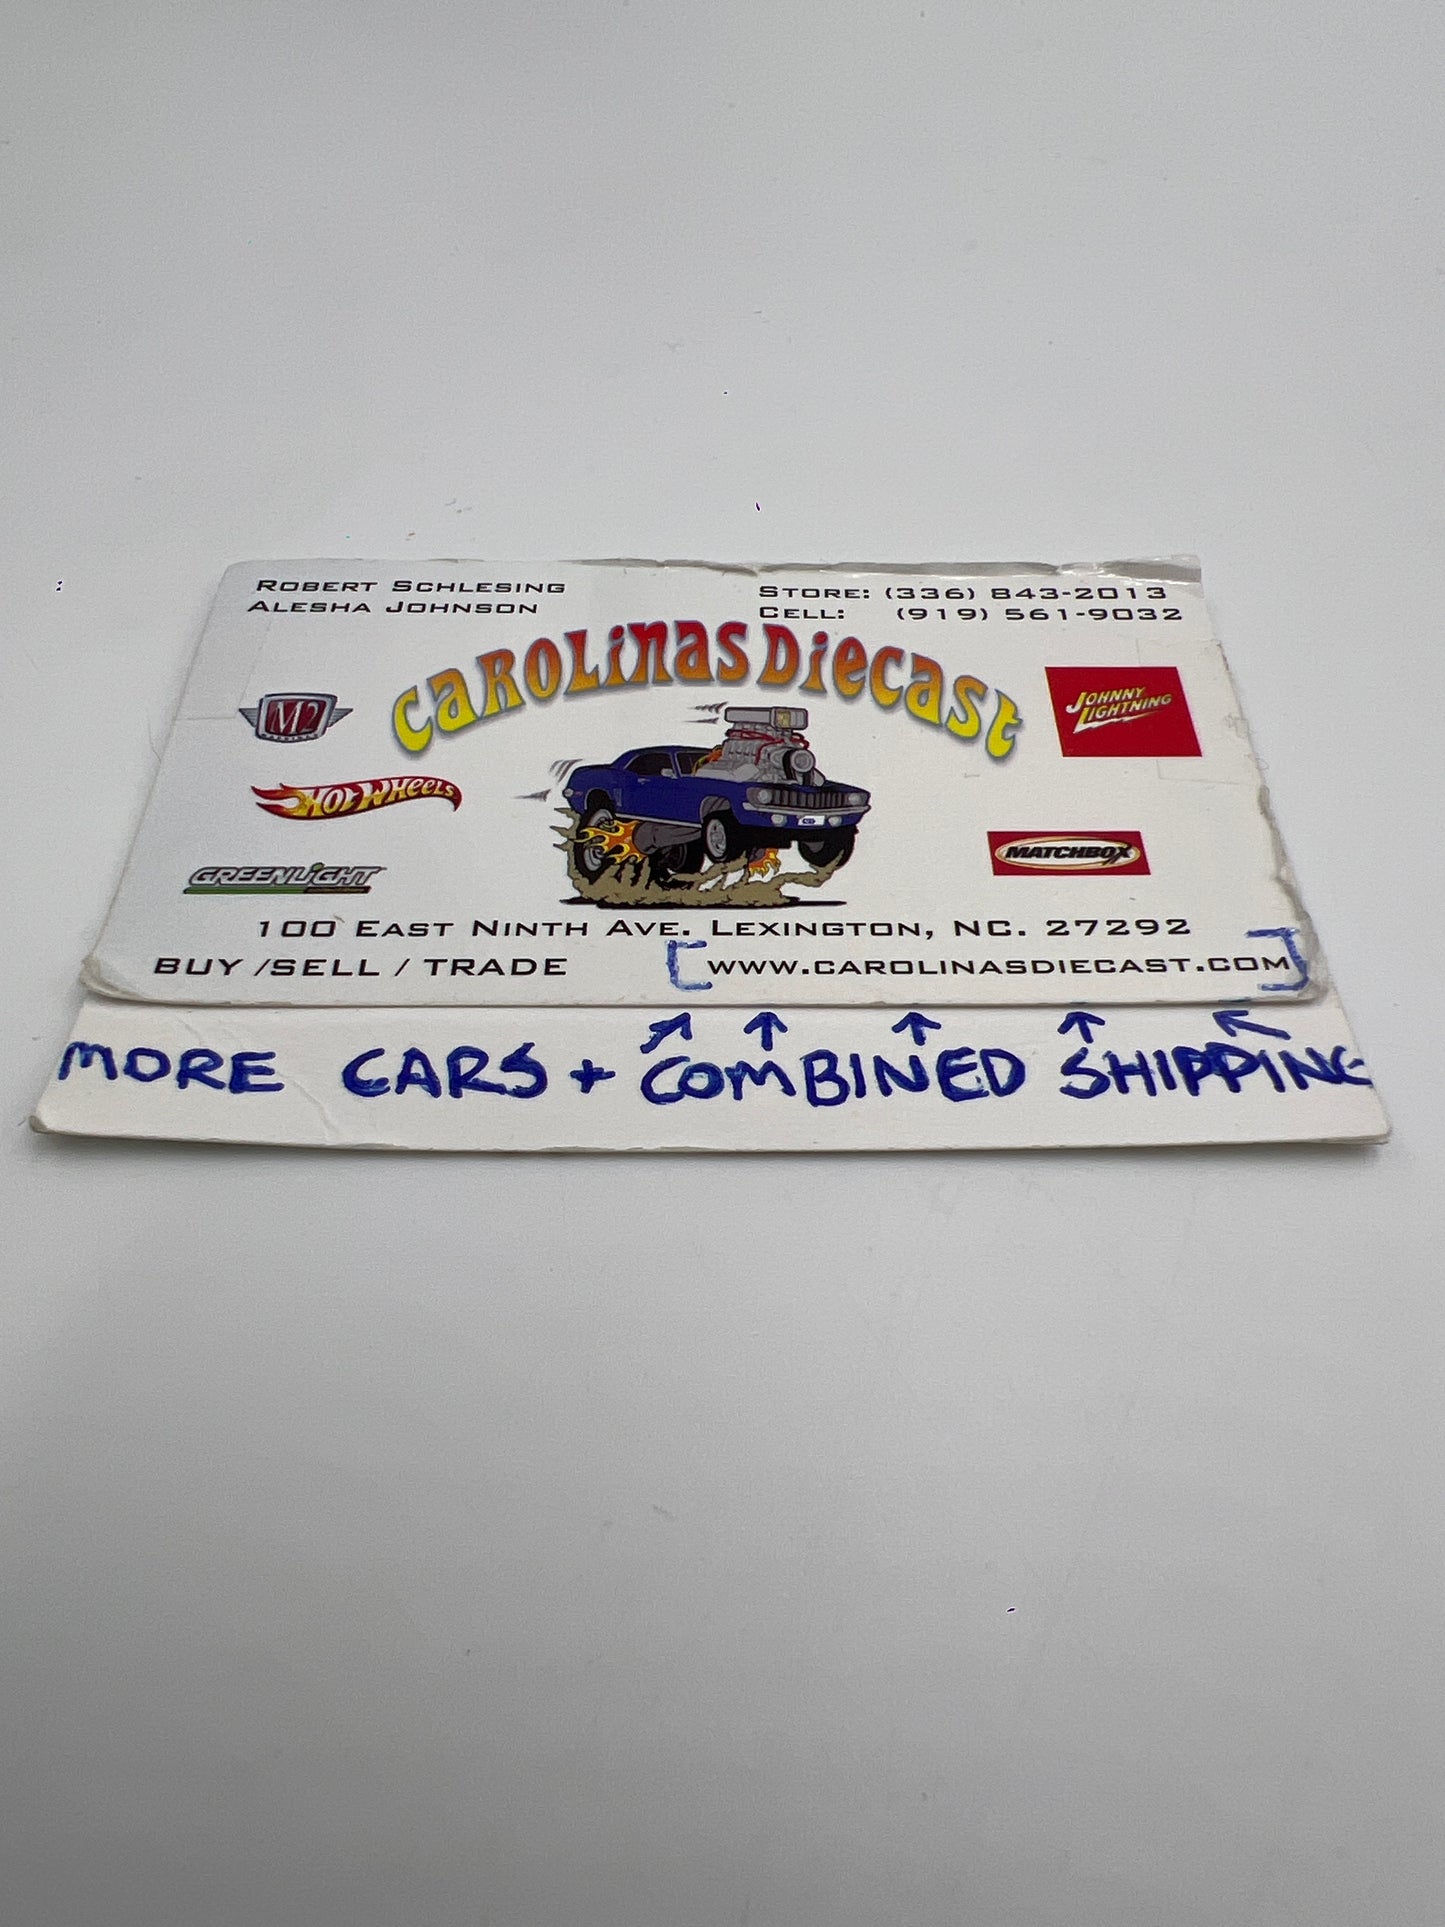 ROBERT SCHLESING
ALESHA JOHNSON
STORE: (336) 843-2013
CELL: (919) 561-9032
CAROLINAS DIECAST
M2
JOHNNY LIGHTNING
HOT WHEELS
MATCHBOX
GREENLIGHT
100 EAST NINTH AVE. LEXINGTON, NC. 27292
BUY /SELL / TRADE [WWW.CAROLINASDIECAST.COM]
MORE CARS + COMBINED SHIPPING